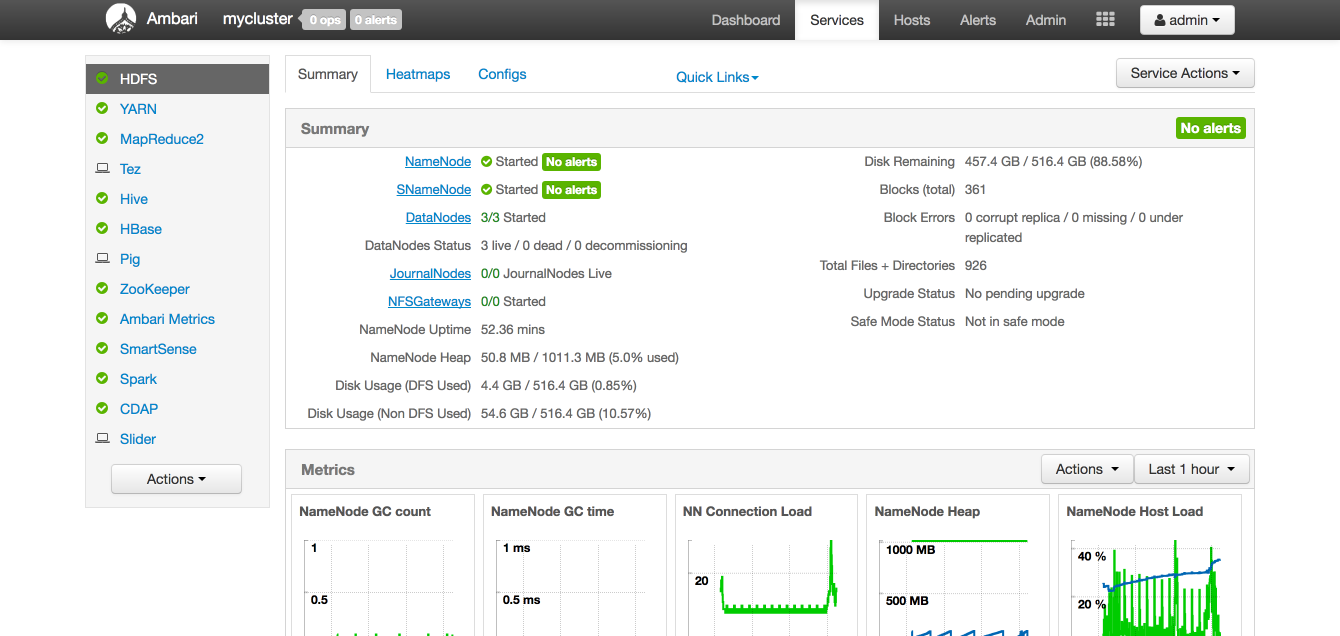 Ambari mycluster 0 ops 0 alerts Dashboard Services Hosts Alerts Admin admin
HDFS
YARN
MapReduce2
Tez
Hive
HBase
Pig
ZooKeeper
Ambari Metrics
SmartSense
Spark
CDAP
Slider
Actions
Summary Heatmaps Configs Quick Links Service Actions
Summary No alerts
NameNode Started No alerts
SNameNode Started No alerts
DataNodes 3/3 Started
DataNodes Status 3 live / 0 dead / 0 decommissioning
JournalNodes 0/0 JournalNodes Live
NFSGateways 0/0 Started
NameNode Uptime 52.36 mins
NameNode Heap 50.8 MB / 1011.3 MB (5.0% used)
Disk Usage (DFS Used) 4.4 GB / 516.4 GB (0.85%)
Disk Usage (Non DFS Used) 54.6 GB / 516.4 GB (10.57%)
Disk Remaining 457.4 GB / 516.4 GB (88.58%)
Blocks (total) 361
Block Errors 0 corrupt replica / 0 missing / 0 under
replicated
Total Files + Directories 926
Upgrade Status No pending upgrade
Safe Mode Status Not in safe mode
Metrics Actions Last 1 hour
NameNode GC count
1
0.5
NameNode GC time
1 ms
0.5 ms
NN Connection Load
20
NameNode Heap
1000 MB
500 MB
NameNode Host Load
40 %
20 %